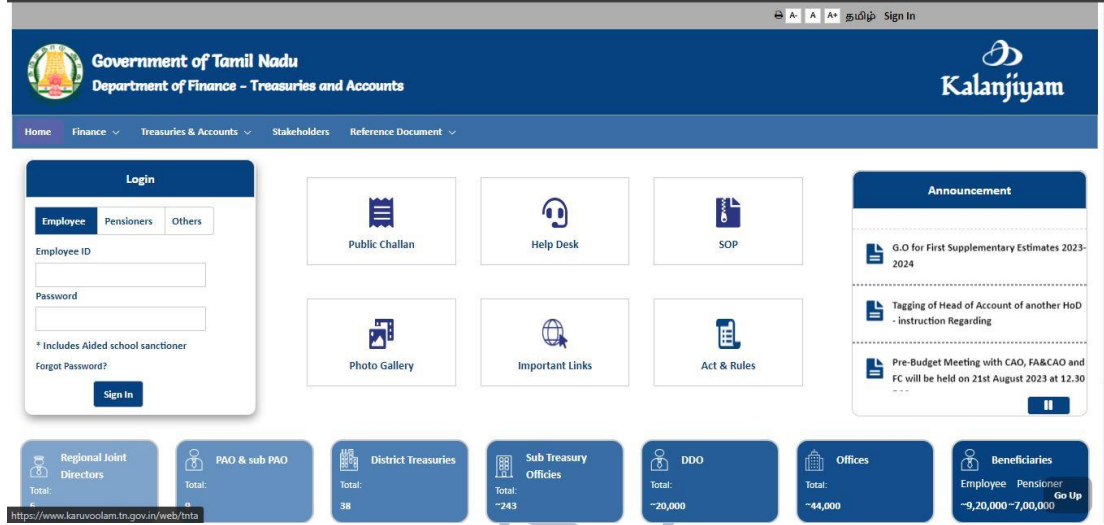 A- A A+ தமிழ் Sign In
Government of Tamil Nadu
Department of Finance - Treasuries and Accounts
Kalanjiyam
Home Finance Treasuries & Accounts Stakeholders Reference Document
Login
Employee Pensioners Others
Employee ID
Password
* Includes Aided school sanctioner
Forgot Password?
Sign In
Public Challan
Help Desk
SOP
Photo Gallery
Important Links
Act & Rules
Announcement
G.O for First Supplementary Estimates 2023-
2024
Tagging of Head of Account of another HoD
- instruction Regarding
Pre-Budget Meeting with CAO, FA&CAO and
FC will be held on 21st August 2023 at 12.30
Regional Joint
Directors
Total:
PAO & sub PAO
Total:
District Treasuries
Total:
38
Sub Treasury
Officies
Total:
~243
DDO
Total:
~20,000
Offices
Total:
~44,000
Beneficiaries
Employee Pensioner
~9,20,000 ~7,00,000
Go Up
https://www.karuvoolam.tn.gov.in/web/tnta